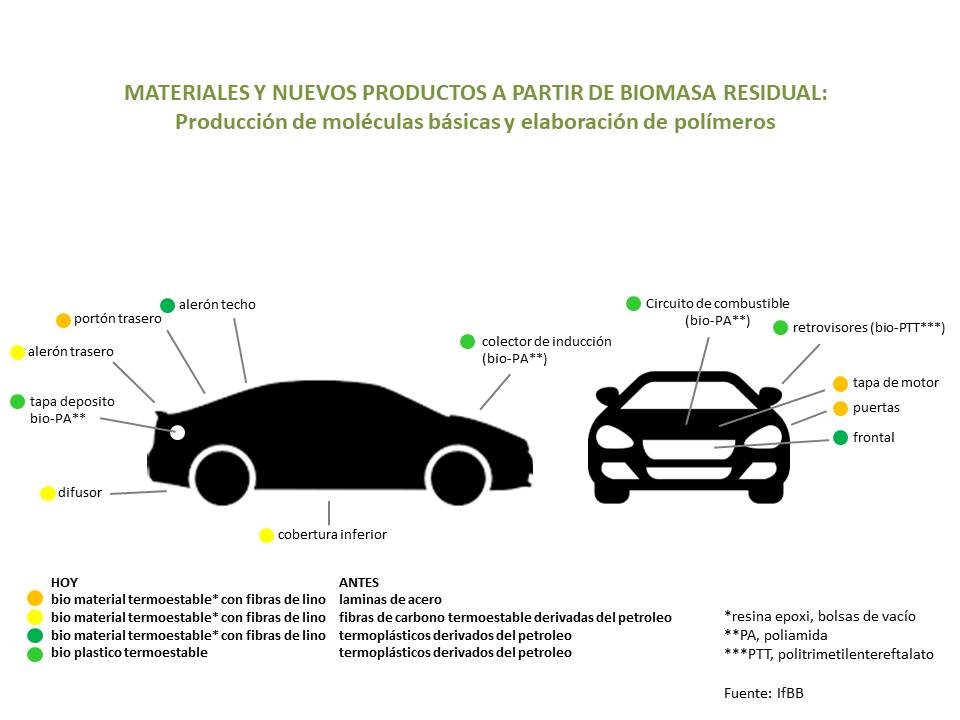 MATERIALES Y NUEVOS PRODUCTOS A PARTIR DE BIOMASA RESIDUAL:
Producción de moléculas básicas y elaboración de polímeros
alerón techo
portón trasero
alerón trasero
tapa deposito
bio-PA**
difusor
cobertura inferior
colector de inducción
(bio-PA**)
Circuito de combustible
(bio-PA**)
retrovisores (bio-PTT***)
tapa de motor
puertas
frontal
HOY ANTES
bio material termoestable* con fibras de lino laminas de acero
bio material termoestable* con fibras de lino fibras de carbono termoestable derivadas del petroleo
bio material termoestable* con fibras de lino termoplásticos derivados del petroleo
bio plastico termoestable termoplásticos derivados del petroleo
*resina epoxi, bolsas de vacío
**PA, poliamida
***PTT, politrimetilentereftalato
Fuente: IfBB